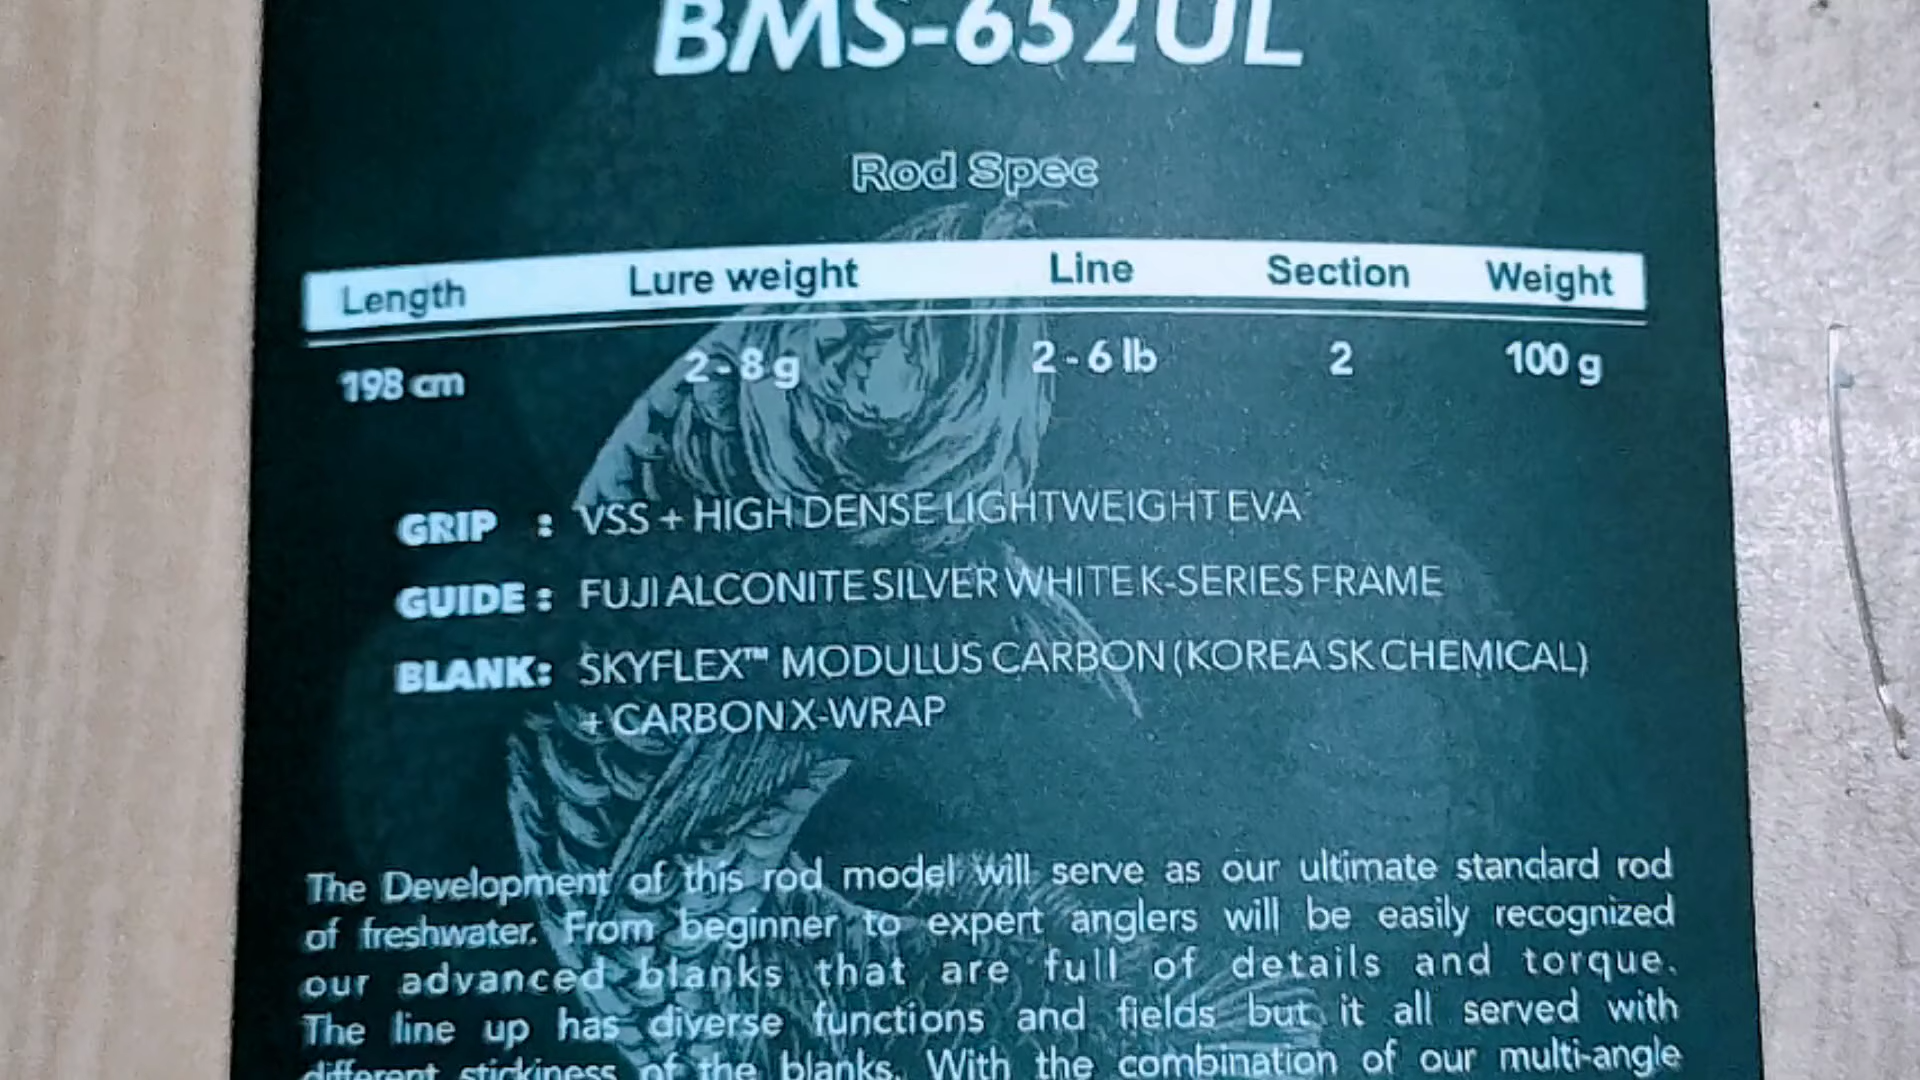 BMS-652UL
Rod Spec
Length Lure weight Line Section Weight
198 cm 2-8 g 2 - 6 lb 2 100 g
GRIP : VSS + HIGH DENSE LIGHTWEIGHT EVA
GUIDE : FUJI ALCONITE SILVER WHITE K-SERIES FRAME
BLANK: SKYFLEX™ MODULUS CARBON (KOREA SK CHEMICAL)
+ CARBON X-WRAP
The Development of this rod model will serve as our ultimate standard rod
of freshwater. From beginner to expert anglers will be easily recognized
our advanced blanks that are full of details and torque.
The line up has diverse functions and fields but it all served with
different stickiness of the blanks. With the combination of our multi-angle